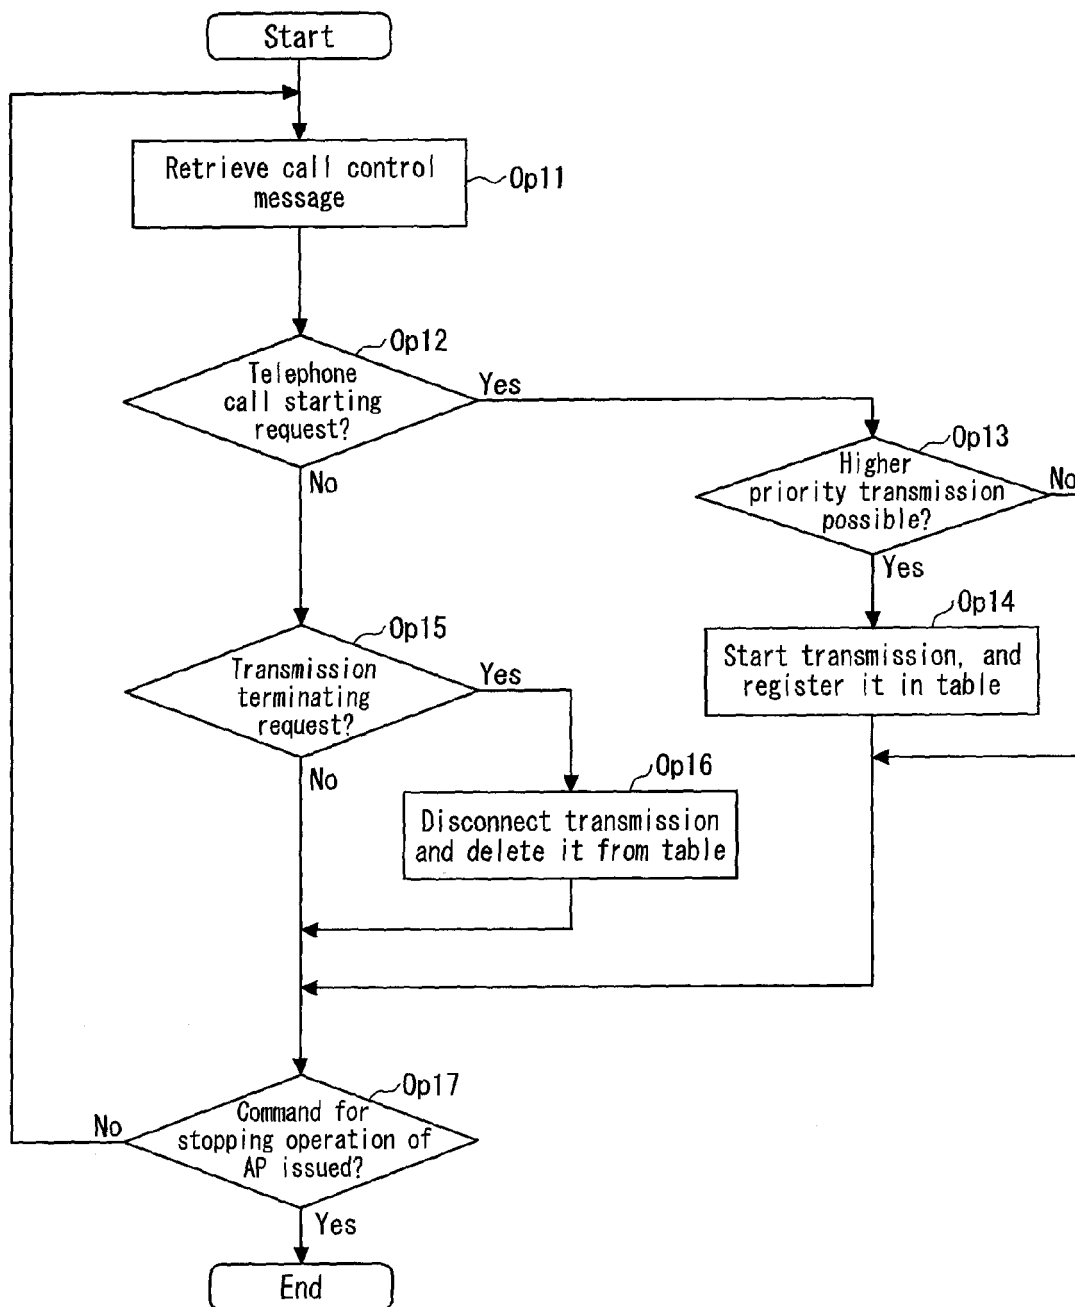 Start
Retrieve call control
message
Op11
Op12
Telephone
call starting
request?
Yes
No
Op13
Higher
priority transmission
possible?
No
Yes
Op14
Start transmission, and
register it in table
Op15
Transmission
terminating
request?
Yes
No
Op16
Disconnect transmission
and delete it from table
Op17
Command for
stopping operation of
AP issued?
No
Yes
End